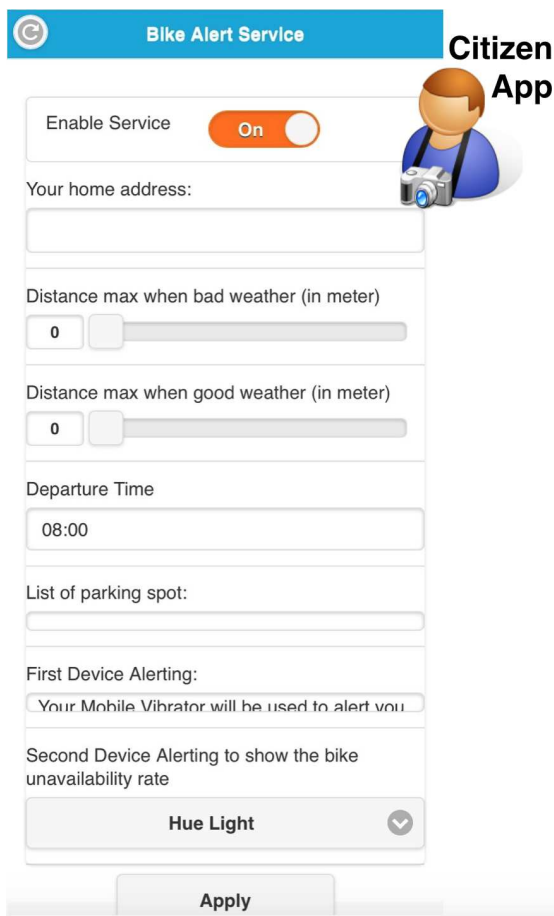 Bike Alert Service
Citizen
App
Enable Service
On
Your home address:
Distance max when bad weather (in meter)
0
Distance max when good weather (in meter)
0
Departure Time
08:00
List of parking spot:
First Device Alerting:
Your Mobile Vibrator will be used to alert you
Second Device Alerting to show the bike
unavailability rate
Hue Light
Apply